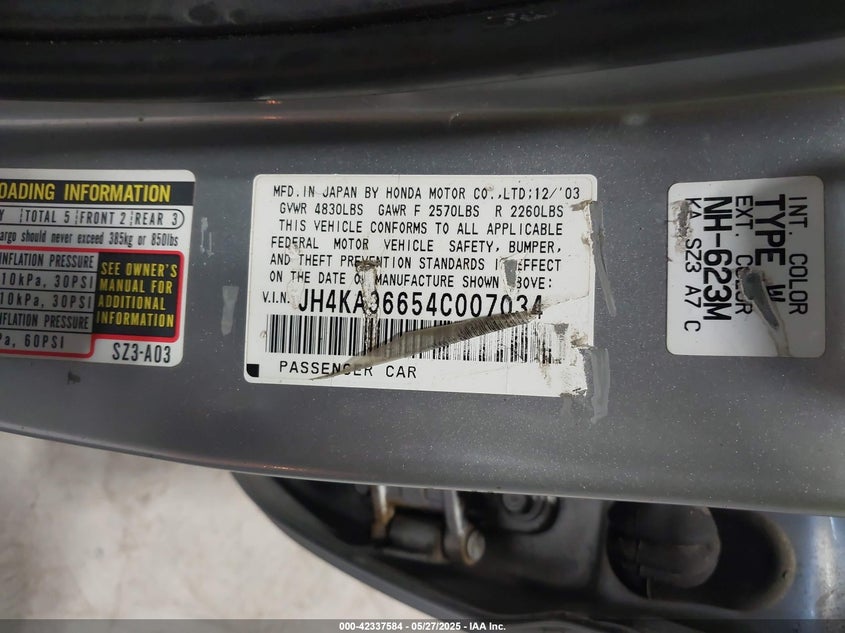 OADING INFORMATION
Y TOTAL 5 FRONT 2 REAR 3
argo should never exceed 385kg or 850lbs
NFLATION PRESSURE
10kPa, 30PSI
10kPa, 30PSI
NFLATION PRESSURE
Pa, 60PSI
SEE OWNER'S
MANUAL FOR
ADDITIONAL
INFORMATION
SZ3-A03
MFD. IN JAPAN BY HONDA MOTOR CO.,LTD;12/'03
GVWR 4830LBS GAWR F 2570LBS R 2260LBS
THIS VEHICLE CONFORMS TO ALL APPLICABLE
FEDERAL MOTOR VEHICLE SAFETY, BUMPER,
AND THEFT PREVENTION STANDARDS IN EFFECT
ON THE DATE OF MANUFACTURE SHOWN ABOVE:
V.I.N.
PASSENGER CAR
INT. COLOR
TYPE W
EXT. COLOR
NH-623M
KA SZ3 A7 C
000-42337584 — 05/27/2025 — IAA Inc.